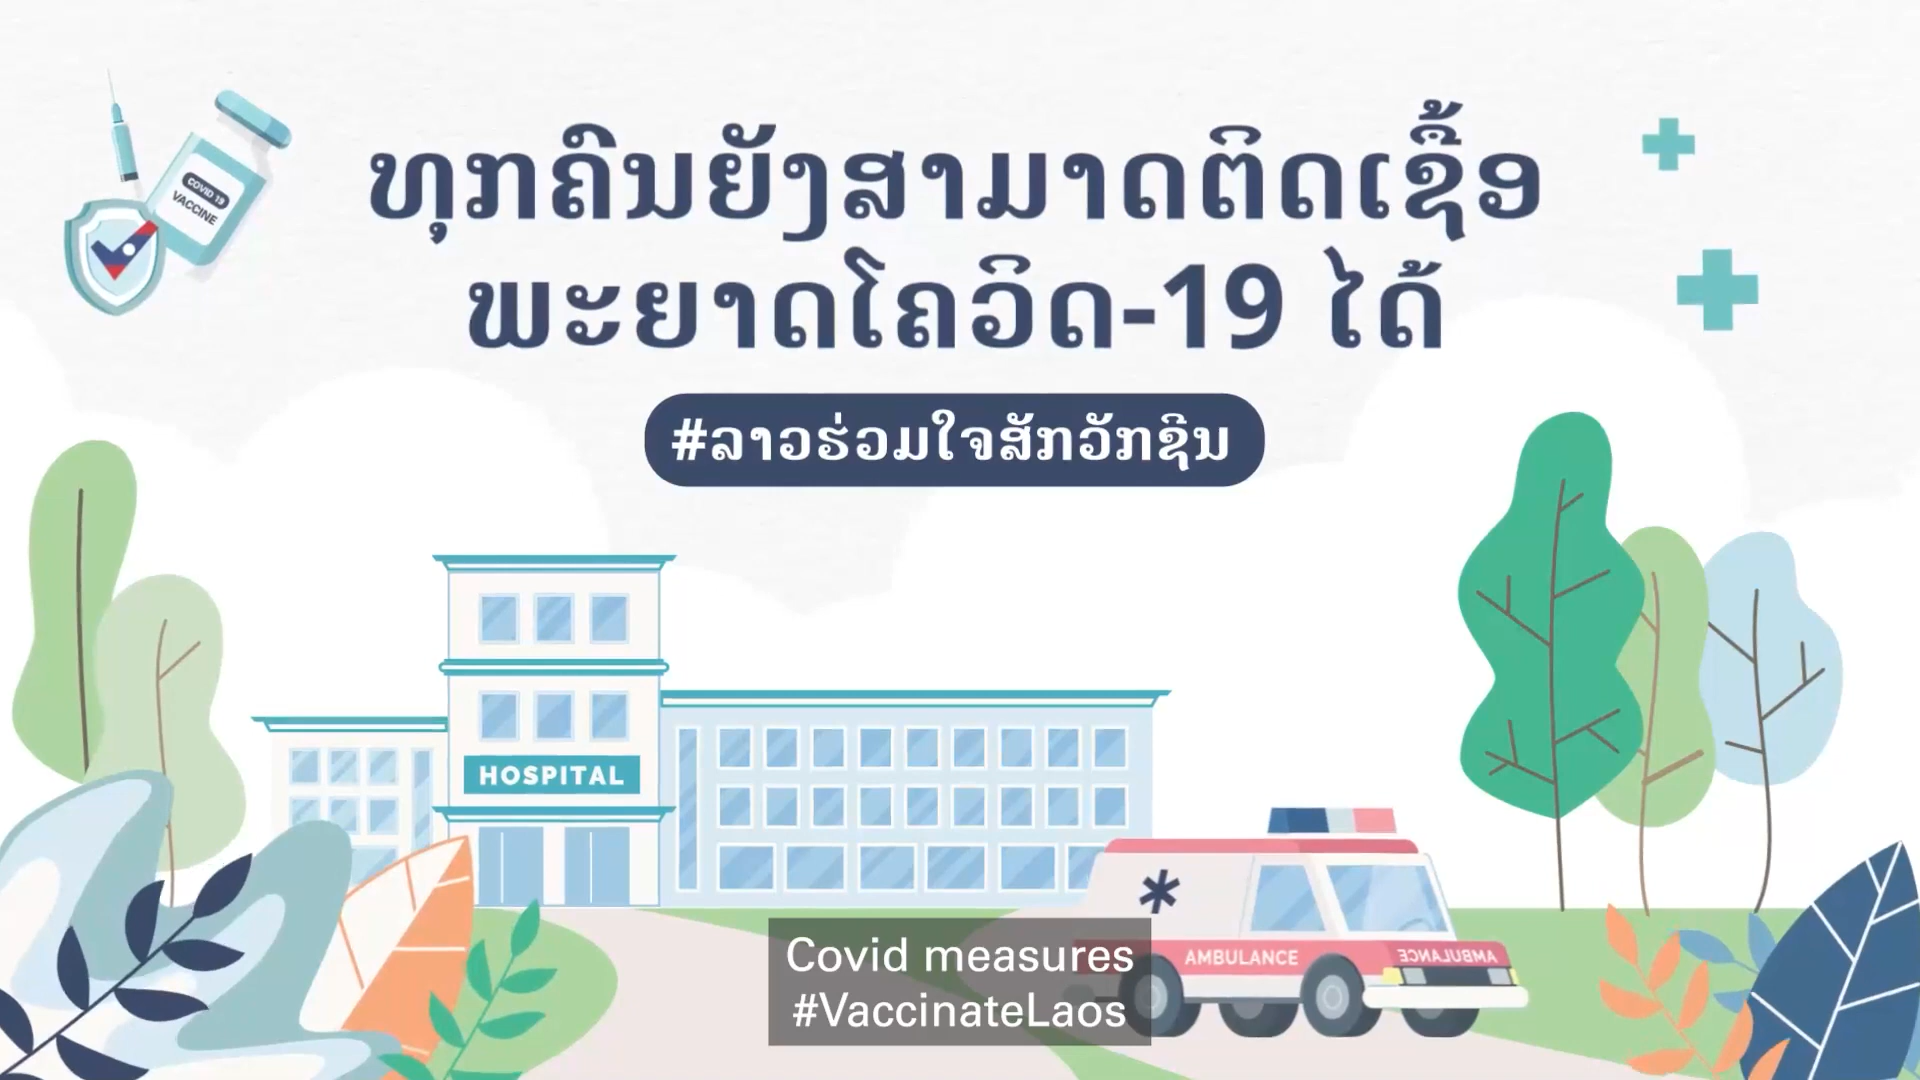 COVID 19
VACCINE
ທຸກຄົນຍັງສາມາດຕິດເຊື້ອ
ພະຍາດໂຄວິດ-19 ໄດ້
#ລາວຮ່ວມໃຈສັກວັກຊີນ
HOSPITAL
AMBULANCE
AMBULANCE
Covid measures
#VaccinateLaos